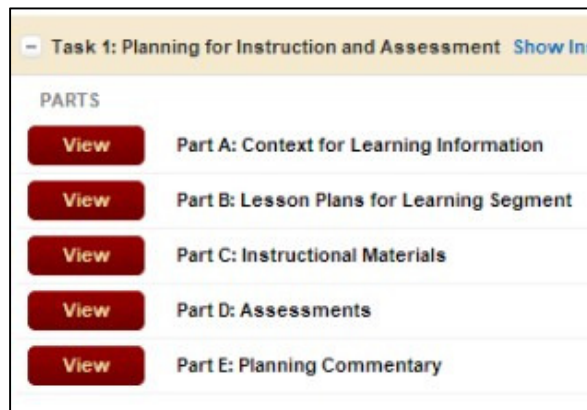 Task 1: Planning for Instruction and Assessment Show
PARTS
View Part A: Context for Learning Information
View Part B: Lesson Plans for Learning Segment
View Part C: Instructional Materials
View Part D: Assessments
View Part E: Planning Commentary